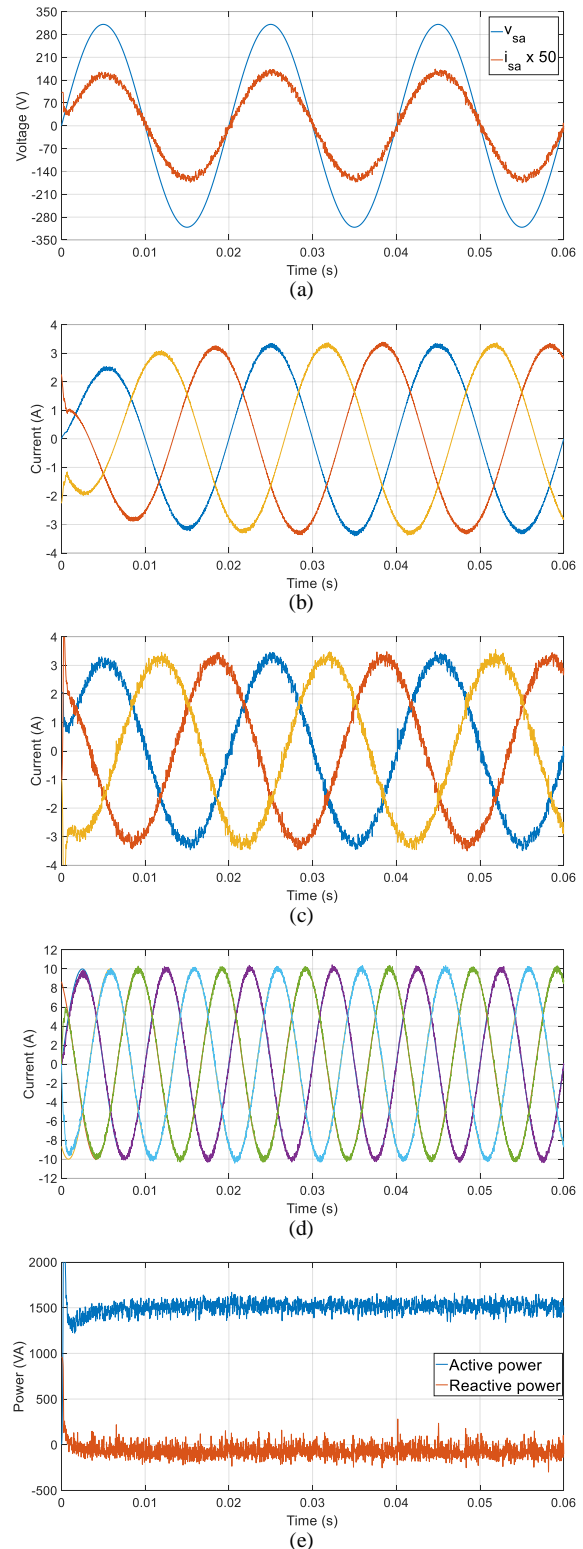 350
280
210
140
70
0
-70
-140
-210
-280
-350
Voltage (V)
v_sa
i_sa x 50
0 0.01 0.02 0.03 0.04 0.05 0.06
Time (s)
(a)
4
3
2
1
0
-1
-2
-3
-4
Current (A)
0 0.01 0.02 0.03 0.04 0.05 0.06
Time (s)
(b)
4
3
2
1
0
-1
-2
-3
-4
Current (A)
0 0.01 0.02 0.03 0.04 0.05 0.06
Time (s)
(c)
12
10
8
6
4
2
0
-2
-4
-6
-8
-10
-12
Current (A)
0 0.01 0.02 0.03 0.04 0.05 0.06
Time (s)
(d)
2000
1500
1000
500
0
-500
Power (VA)
Active power
Reactive power
0 0.01 0.02 0.03 0.04 0.05 0.06
Time (s)
(e)